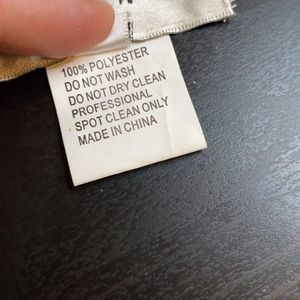 100% POLYESTER
DO NOT WASH
DO NOT DRY CLEAN
PROFESSIONAL
SPOT CLEAN ONLY
MADE IN CHINA